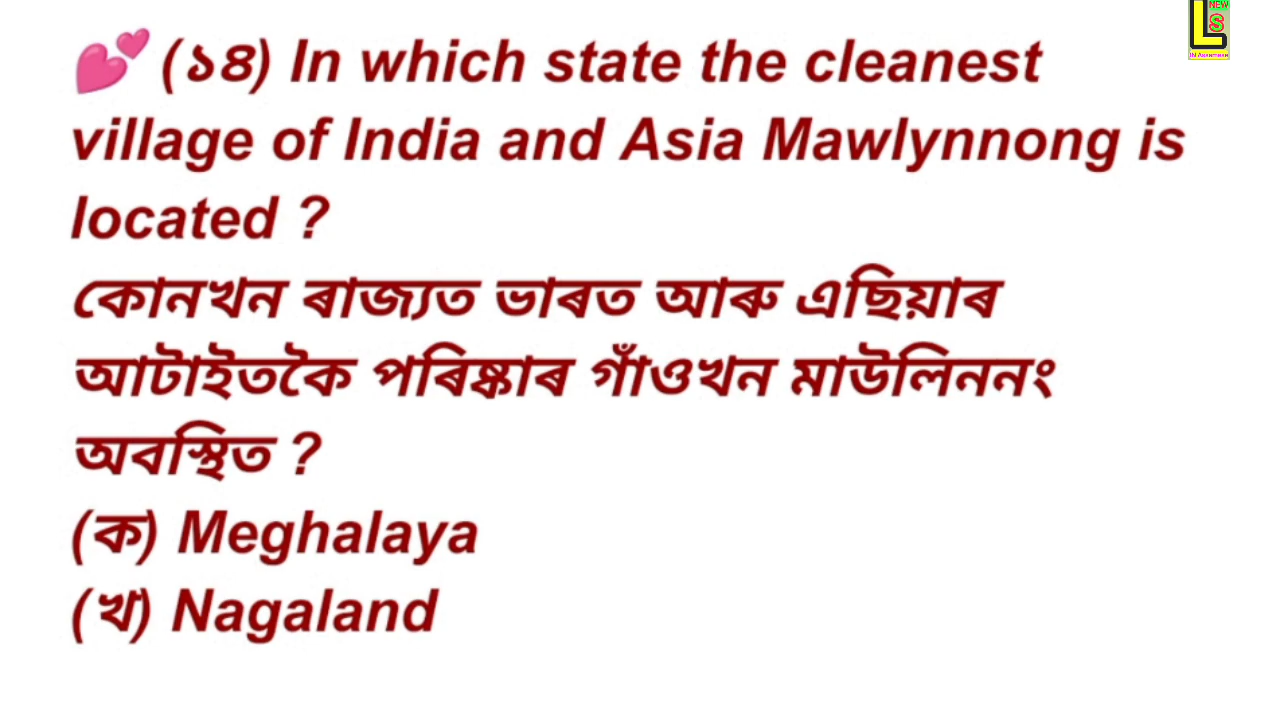 NEW
L S
💕 (১৪) In which state the cleanest
village of India and Asia Mawlynnong is
located ?
কোনখন ৰাজ্যত ভাৰত আৰু এছিয়াৰ
আটাইতকৈ পৰিষ্কাৰ গাঁওখন মাউলিননং
অৱস্থিত ?
(ক) Meghalaya
(খ) Nagaland